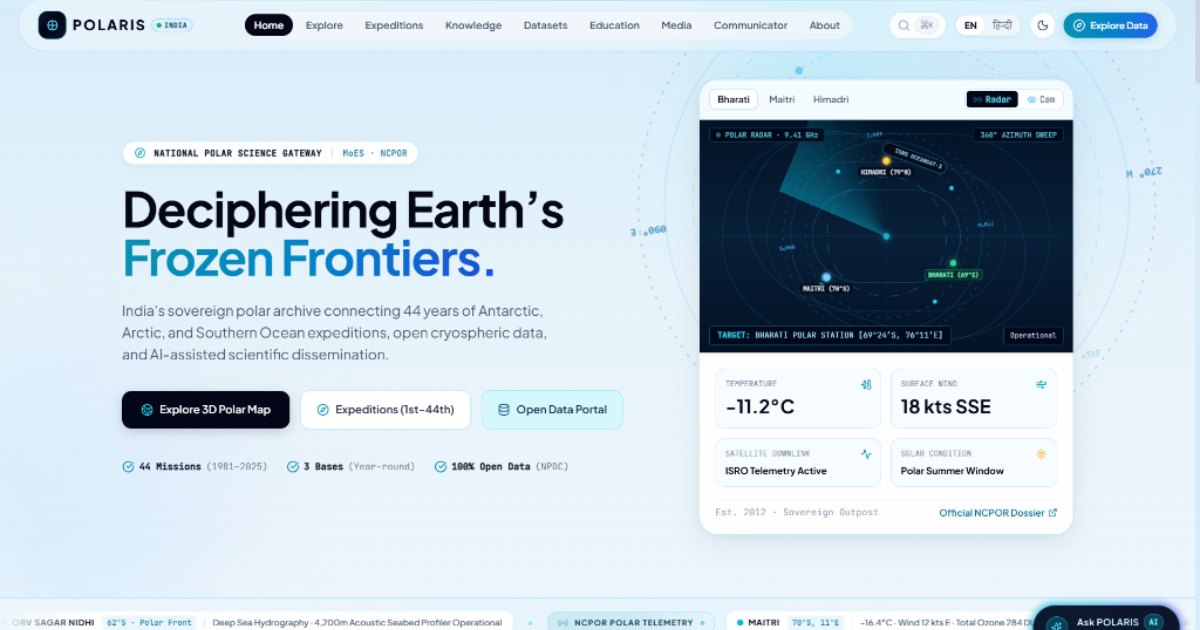 POLARIS
INDIA
Home Explore Expeditions Knowledge Datasets Education Media Communicator About
⌘K
EN हिन्दी
Explore Data
NATIONAL POLAR SCIENCE GATEWAY | MoES · NCPOR
Deciphering Earth’s
Frozen Frontiers.
India's sovereign polar archive connecting 44 years of Antarctic,
Arctic, and Southern Ocean expeditions, open cryospheric data,
and AI-assisted scientific dissemination.
Explore 3D Polar Map
Expeditions (1st–44th)
Open Data Portal
44 Missions (1981–2025)
3 Bases (Year-round)
100% Open Data (NPDC)
090° E
270° W
Bharati Maitri Himadri
Radar Cam
POLAR RADAR · 9.41 GHz
360° AZIMUTH SWEEP
ISRO OCEANSAT-3
HIMADRI (79°N)
BHARATI (69°S)
MAITRI (70°S)
TARGET: BHARATI POLAR STATION [69°24'S, 76°11'E]
Operational
TEMPERATURE
-11.2°C
SURFACE WIND
18 kts SSE
SATELLITE DOWNLINK
ISRO Telemetry Active
SOLAR CONDITION
Polar Summer Window
Est. 2012 · Sovereign Outpost
Official NCPOR Dossier
ORV SAGAR NIDHI 62°S · Polar Front | Deep Sea Hydrography · 4,200m Acoustic Seabed Profiler Operational
NCPOR POLAR TELEMETRY
MAITRI 70°S, 11°E | -16.4°C · Wind 12 kts E · Total Ozone 284 DU
Ask POLARIS AI